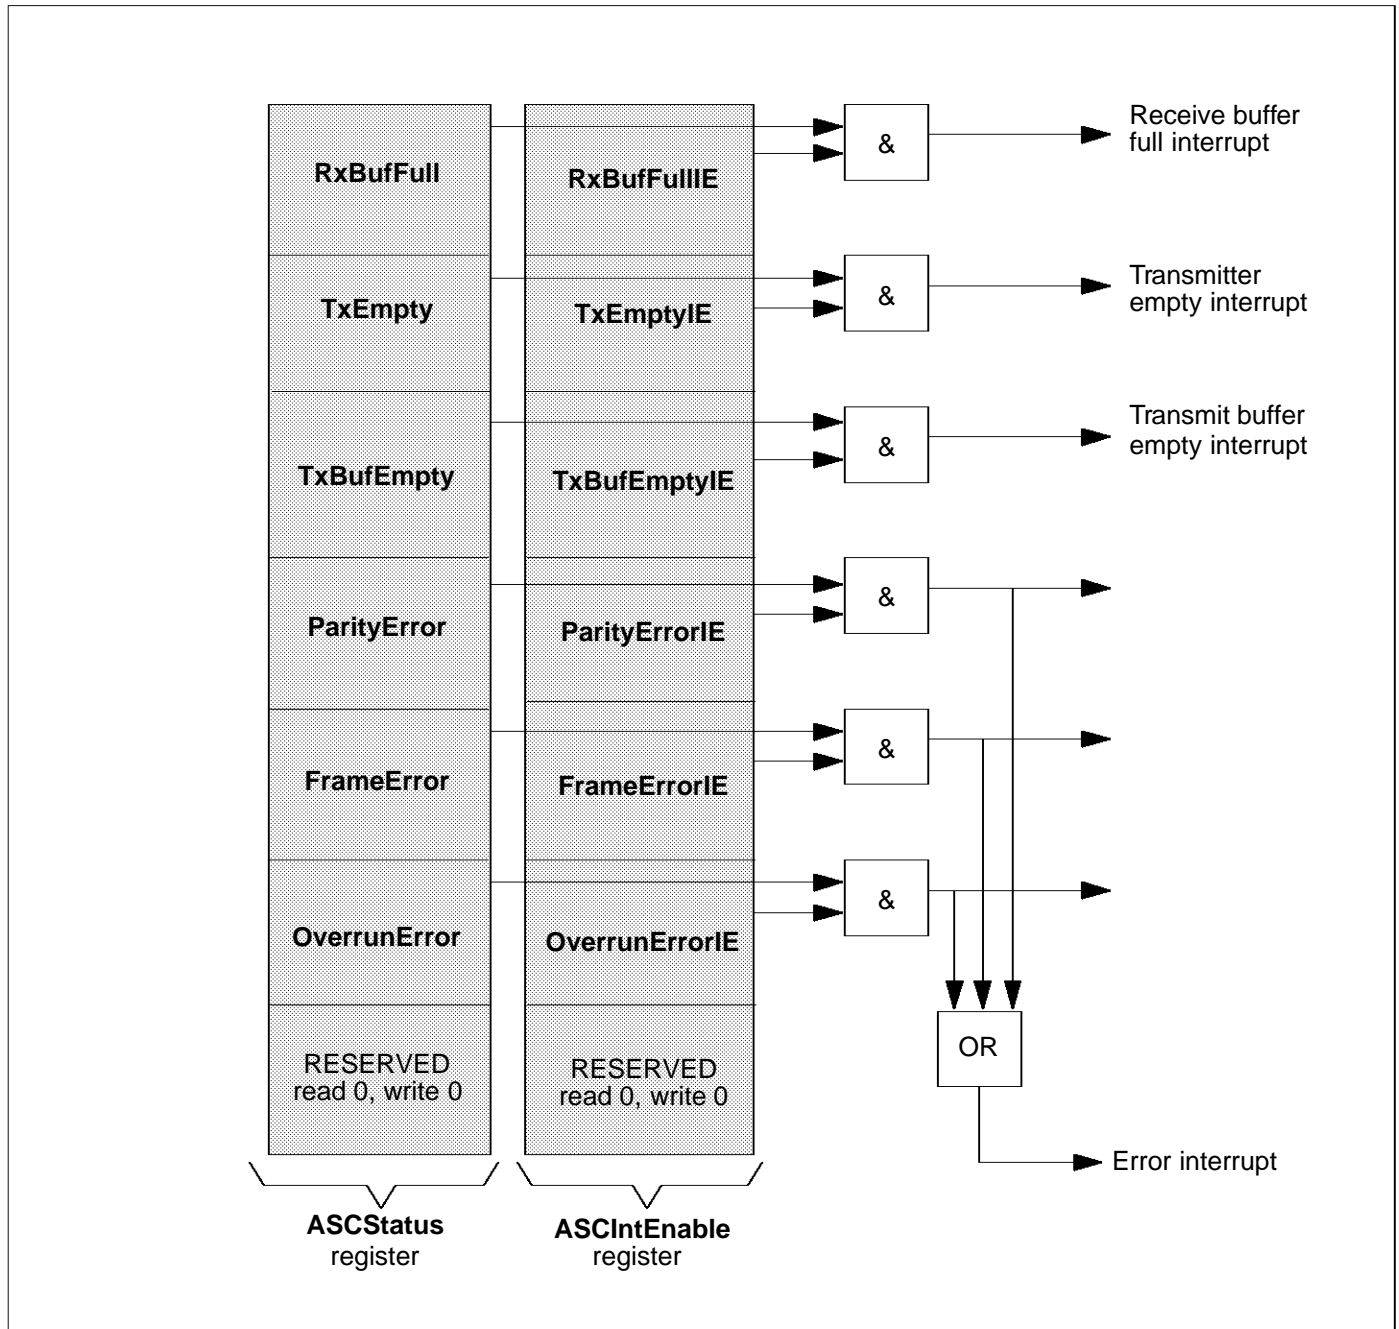 Receive buffer
full interrupt
&
RxBufFull
RxBufFullIE
Transmitter
empty interrupt
&
TxEmpty
TxEmptyIE
Transmit buffer
empty interrupt
&
TxBufEmpty
TxBufEmptyIE
&
ParityError
ParityErrorIE
&
FrameError
FrameErrorIE
&
OverrunError
OverrunErrorIE
OR
RESERVED
read 0, write 0
RESERVED
read 0, write 0
Error interrupt
ASCStatus
register
ASCIntEnable
register